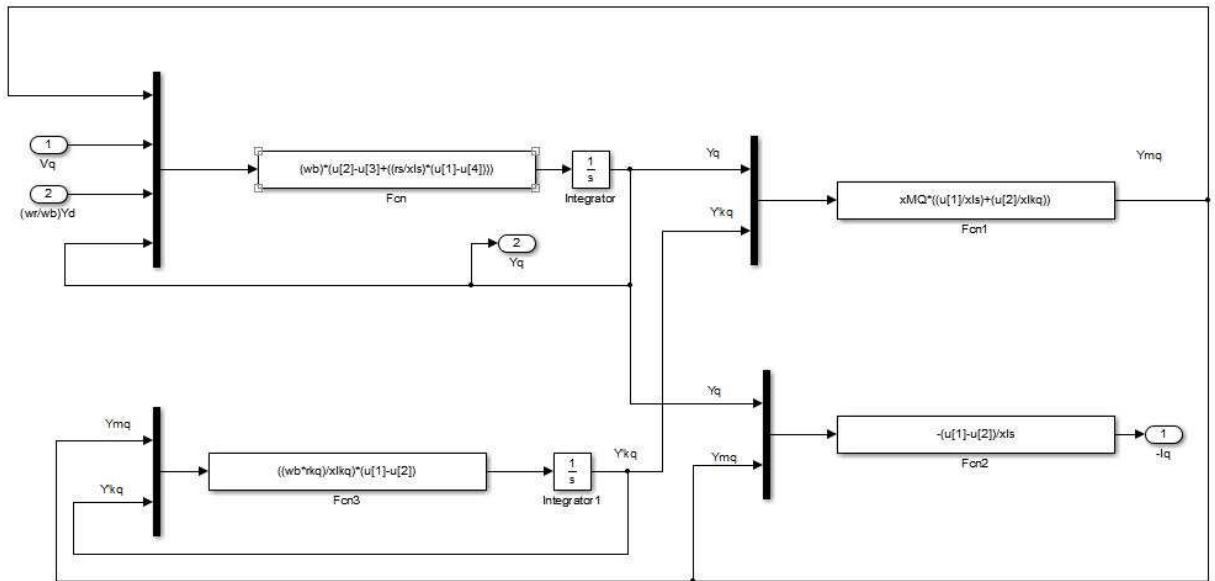 Ymq
1
Vq
(wb)*(u[2]-u[3]+((rs/xls)*(u[1]-u[4])))
Fcn
1
s
Integrator
Yq
2
(wr/wb)Yd
xMQ*((u[1]/xls)+(u[2]/xlkq))
Fcn1
Y'kq
2
Yq
Yq
Ymq
-(u[1]-u[2])/xls
Fcn2
1
-Iq
Ymq
Y'kq
((wb*rkq)/xlkq)*(u[1]-u[2])
Fcn3
1
s
Integrator1
Y'kq